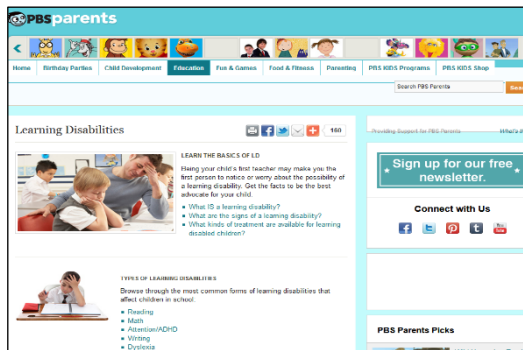 PBS parents
<
Home Birthday Parties Child Development Education Fun & Games Food & Fitness Parenting PBS KIDS Programs PBS KIDS Shop
Search PBS Parents
Learning Disabilities
160
Providing Support for PBS Parents What's
LEARN THE BASICS OF LD
Being your child's first teacher may make you the
first person to notice or worry about the possibility of
a learning disability. Get the facts to be the best
advocate for your child.
What IS a learning disability?
What are the signs of a learning disability?
What kinds of treatment are available for learning
disabled children?
Sign up for our free
newsletter.
Connect with Us
TYPES OF LEARNING DISABILITIES
Browse through the most common forms of learning disabilities that
affect children in school.
Reading
Math
Attention/ADHD
Writing
Dyslexia
PBS Parents Picks